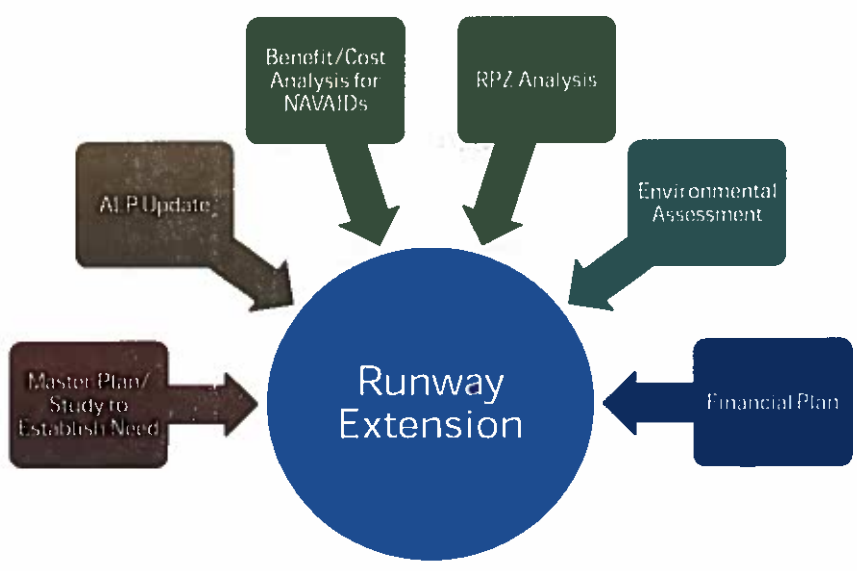 Benefit/Cost
Analysis for
NAVAIDs
RPZ Analysis
ALP Update
Environmental
Assessment
Master Plan/
Study to
Establish Need
Runway
Extension
Financial Plan